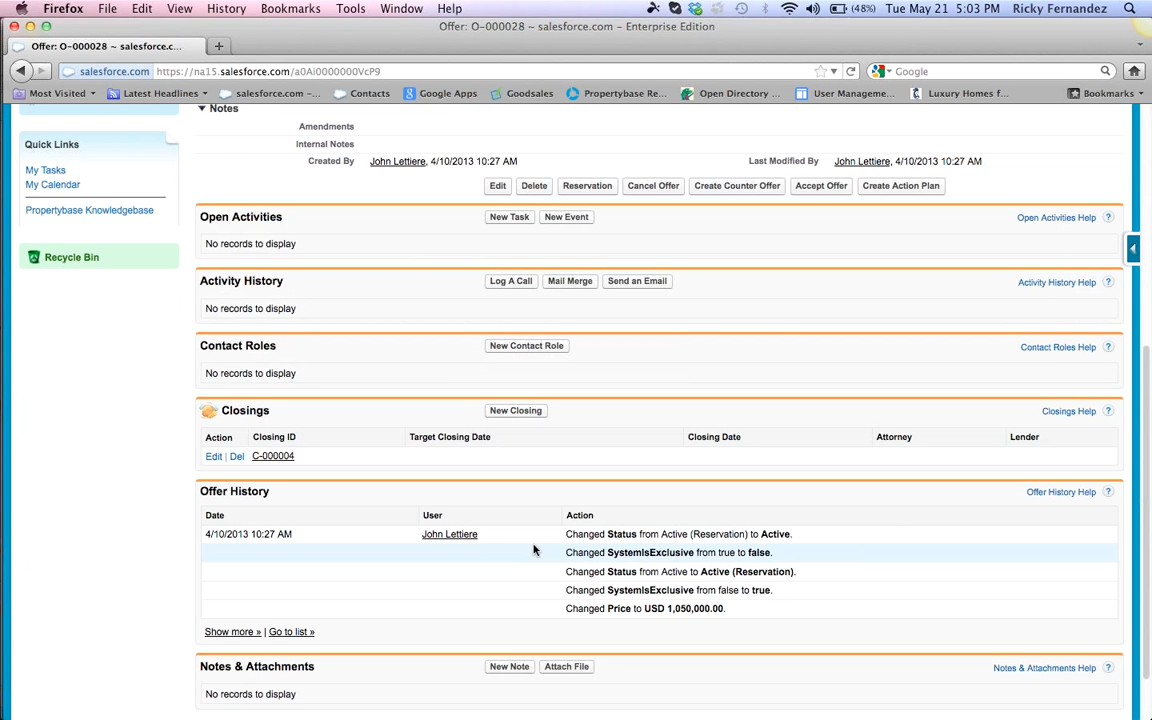 Firefox File Edit View History Bookmarks Tools Window Help (48%) Tue May 21 5:03 PM Ricky Fernandez
Offer: O-000028 ~ salesforce.com - Enterprise Edition
Offer: O-000028 ~ salesforce.c... +
salesforce.com https://na15.salesforce.com/a0Ai0000000VcP9 Google
Most Visited Latest Headlines salesforce.com -... Contacts Google Apps Goodsales Propertybase Re... Open Directory ... User Manageme... Luxury Homes f... Bookmarks
Notes
Amendments
Internal Notes
Created By John Lettiere, 4/10/2013 10:27 AM Last Modified By John Lettiere, 4/10/2013 10:27 AM
Edit Delete Reservation Cancel Offer Create Counter Offer Accept Offer Create Action Plan
Quick Links
My Tasks
My Calendar
Propertybase Knowledgebase
Recycle Bin
Open Activities New Task New Event Open Activities Help ?
No records to display
Activity History Log A Call Mail Merge Send an Email Activity History Help ?
No records to display
Contact Roles New Contact Role Contact Roles Help ?
No records to display
Closings New Closing Closings Help ?
Action Closing ID Target Closing Date Closing Date Attorney Lender
Edit | Del C-000004
Offer History Offer History Help ?
Date User Action
4/10/2013 10:27 AM John Lettiere Changed Status from Active (Reservation) to Active.
Changed SystemIsExclusive from true to false.
Changed Status from Active to Active (Reservation).
Changed SystemIsExclusive from false to true.
Changed Price to USD 1,050,000.00.
Show more » | Go to list »
Notes & Attachments New Note Attach File Notes & Attachments Help ?
No records to display